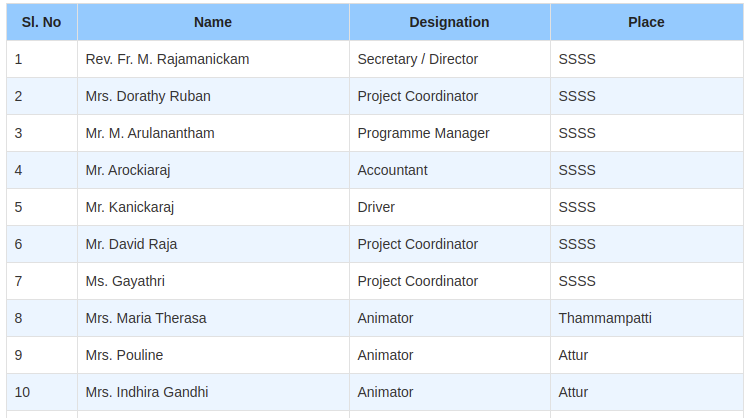 Sl. No Name Designation Place
1 Rev. Fr. M. Rajamanickam Secretary / Director SSSS
2 Mrs. Dorathy Ruban Project Coordinator SSSS
3 Mr. M. Arulanantham Programme Manager SSSS
4 Mr. Arockiaraj Accountant SSSS
5 Mr. Kanickaraj Driver SSSS
6 Mr. David Raja Project Coordinator SSSS
7 Ms. Gayathri Project Coordinator SSSS
8 Mrs. Maria Therasa Animator Thammampatti
9 Mrs. Pouline Animator Attur
10 Mrs. Indhira Gandhi Animator Attur